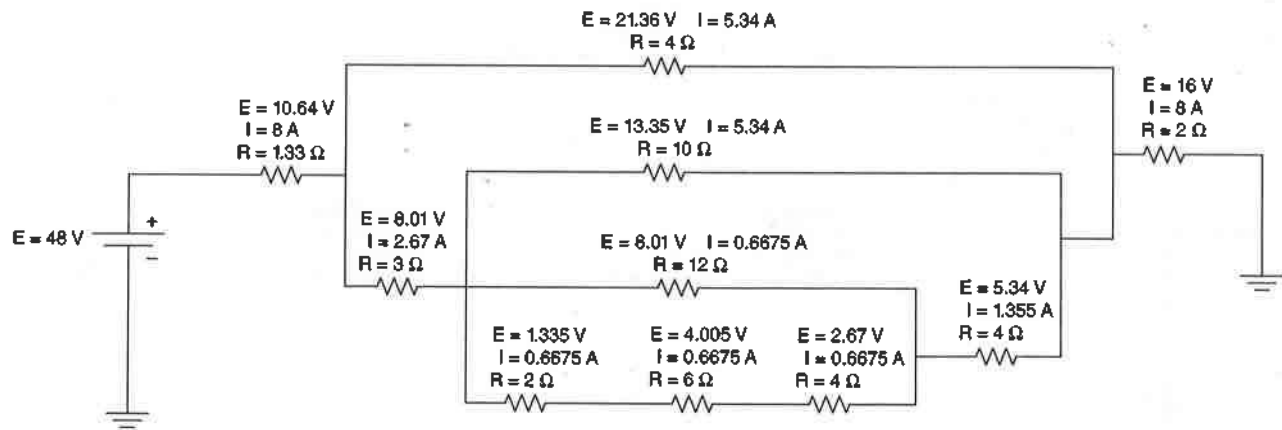 E = 21.36 V I = 5.34 A
R = 4 Ω
E = 10.64 V
I = 8 A
R = 1.33 Ω
E = 16 V
I = 8 A
R = 2 Ω
E = 13.35 V I = 5.34 A
R = 10Ω
E = 48 V
+
–
E = 8.01 V
I = 2.67 A
R = 3 Ω
E = 8.01 V I = 0.6675 A
R = 12 Ω
E = 5.34 V
I = 1.355 A
R = 4 Ω
E = 1.335 V
I = 0.6675 A
R = 2 Ω
E = 4.005 V
I = 0.6675 A
R = 6 Ω
E = 2.67 V
I = 0.6675 A
R = 4 Ω